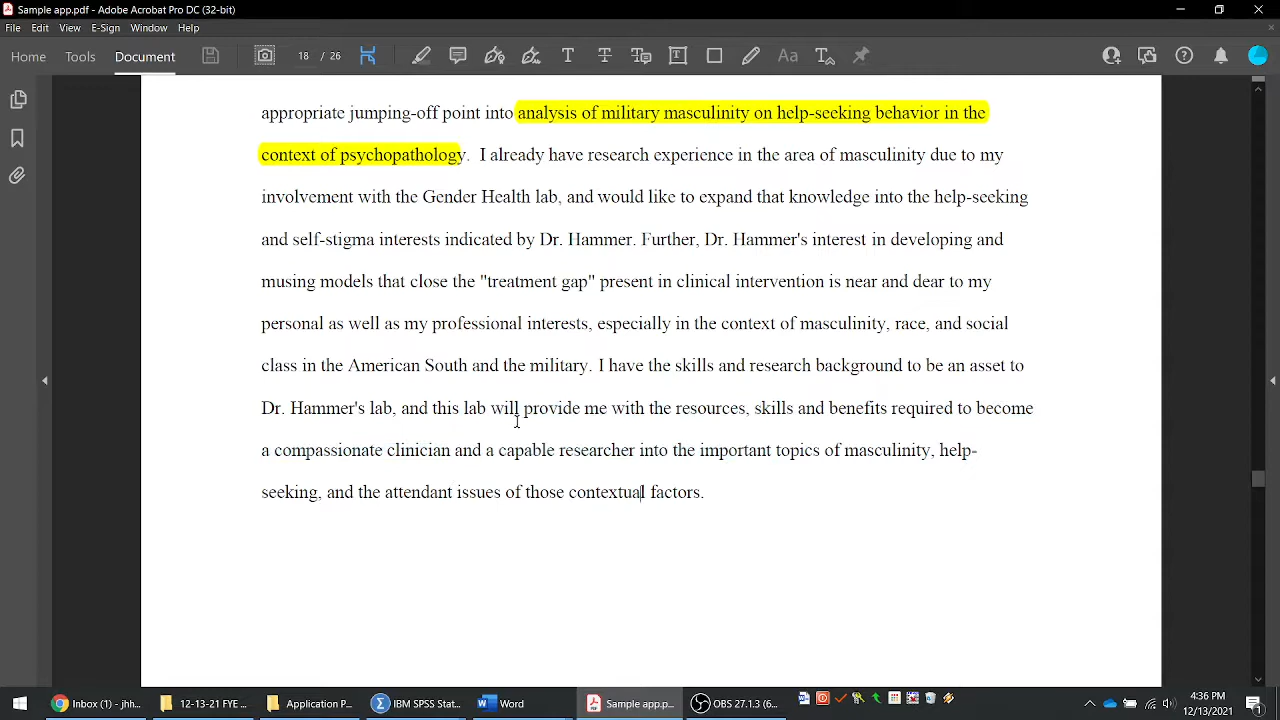 Sample app.pdf - Adobe Acrobat Pro DC (32-bit)
File Edit View E-Sign Window Help
Home Tools Document 18 / 26
appropriate jumping-off point into analysis of military masculinity on help-seeking behavior in the
context of psychopathology.  I already have research experience in the area of masculinity due to my
involvement with the Gender Health lab, and would like to expand that knowledge into the help-seeking
and self-stigma interests indicated by Dr. Hammer. Further, Dr. Hammer's interest in developing and
musing models that close the "treatment gap" present in clinical intervention is near and dear to my
personal as well as my professional interests, especially in the context of masculinity, race, and social
class in the American South and the military. I have the skills and research background to be an asset to
Dr. Hammer's lab, and this lab will provide me with the resources, skills and benefits required to become
a compassionate clinician and a capable researcher into the important topics of masculinity, help-
seeking, and the attendant issues of those contextual factors.
Inbox (1) - jhh... 12-13-21 FYE ... Application P... IBM SPSS Stat... Word Sample app.p... OBS 27.1.3 (6... 4:36 PM
12/13/2021